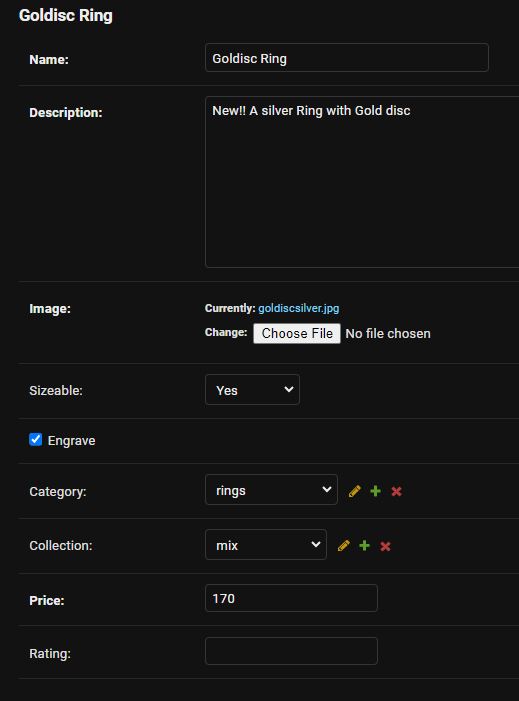 Goldisc Ring
Name: Goldisc Ring
Description: New!! A silver Ring with Gold disc
Image: Currently: goldiscsilver.jpg
Change: Choose File No file chosen
Sizeable: Yes
Engrave
Category: rings
Collection: mix
Price: 170
Rating: